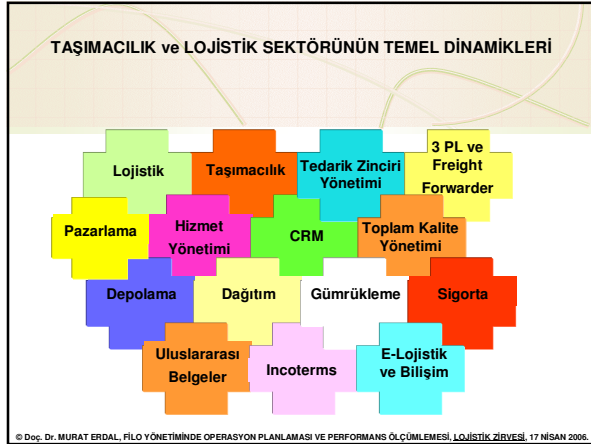 TAŞIMACILIK ve LOJİSTİK SEKTÖRÜNÜN TEMEL DİNAMİKLERİ
Lojistik
Taşımacılık
Tedarik Zinciri
Yönetimi
3 PL ve
Freight
Forwarder
Pazarlama
Hizmet
Yönetimi
CRM
Toplam Kalite
Yönetimi
Depolama
Dağıtım
Gümrükleme
Sigorta
Uluslararası
Belgeler
Incoterms
E-Lojistik
ve Bilişim
© Doç. Dr. MURAT ERDAL, FİLO YÖNETİMİNDE OPERASYON PLANLAMASI VE PERFORMANS ÖLÇÜMLEMESİ, LOJİSTİK ZİRVESİ, 17 NİSAN 2006.